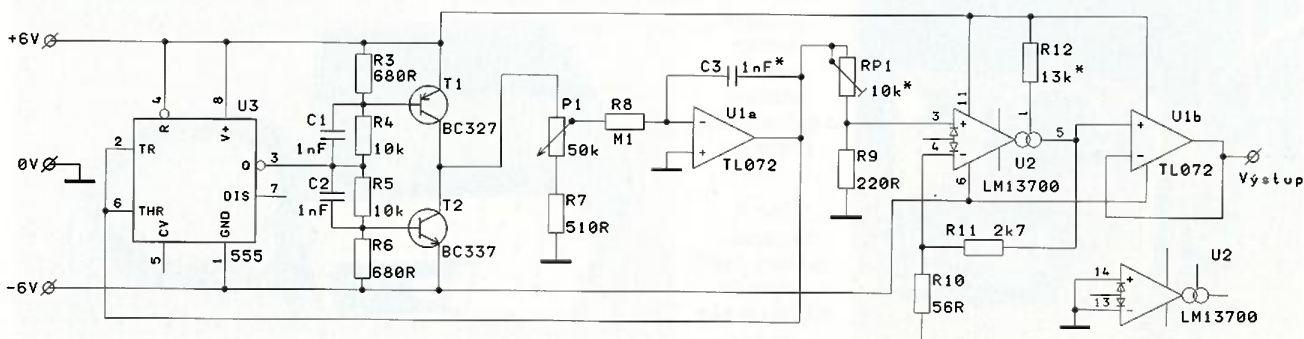 +6V
0V
-6V
U3
4
8
R
V+
2
TR
Q
3
6
THR
DIS
7
CV
GND
5
1
555
R3
680R
C1
1nF
R4
10k
C2
1nF
R5
10k
R6
680R
T1
BC327
T2
BC337
P1
50k
R7
510R
R8
M1
C3
1nF*
U1a
TL072
RP1
10k*
R9
220R
R12
13k*
11
3
4
6
1
5
U2
LM13700
U1b
TL072
Výstup
R11
2k7
R10
56R
14
13
U2
LM13700